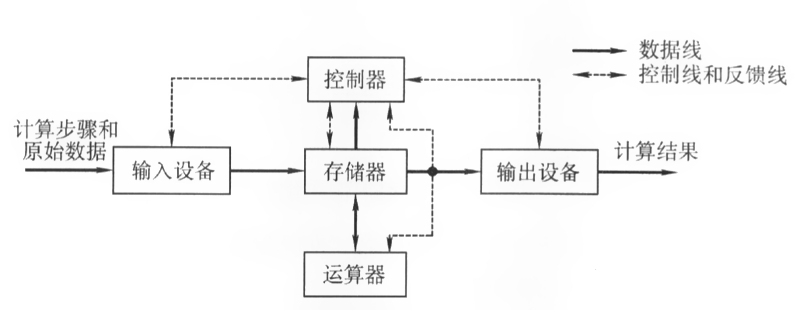 数据线
控制线和反馈线
控制器
计算步骤和
原始数据
输入设备
存储器
输出设备
计算结果
运算器